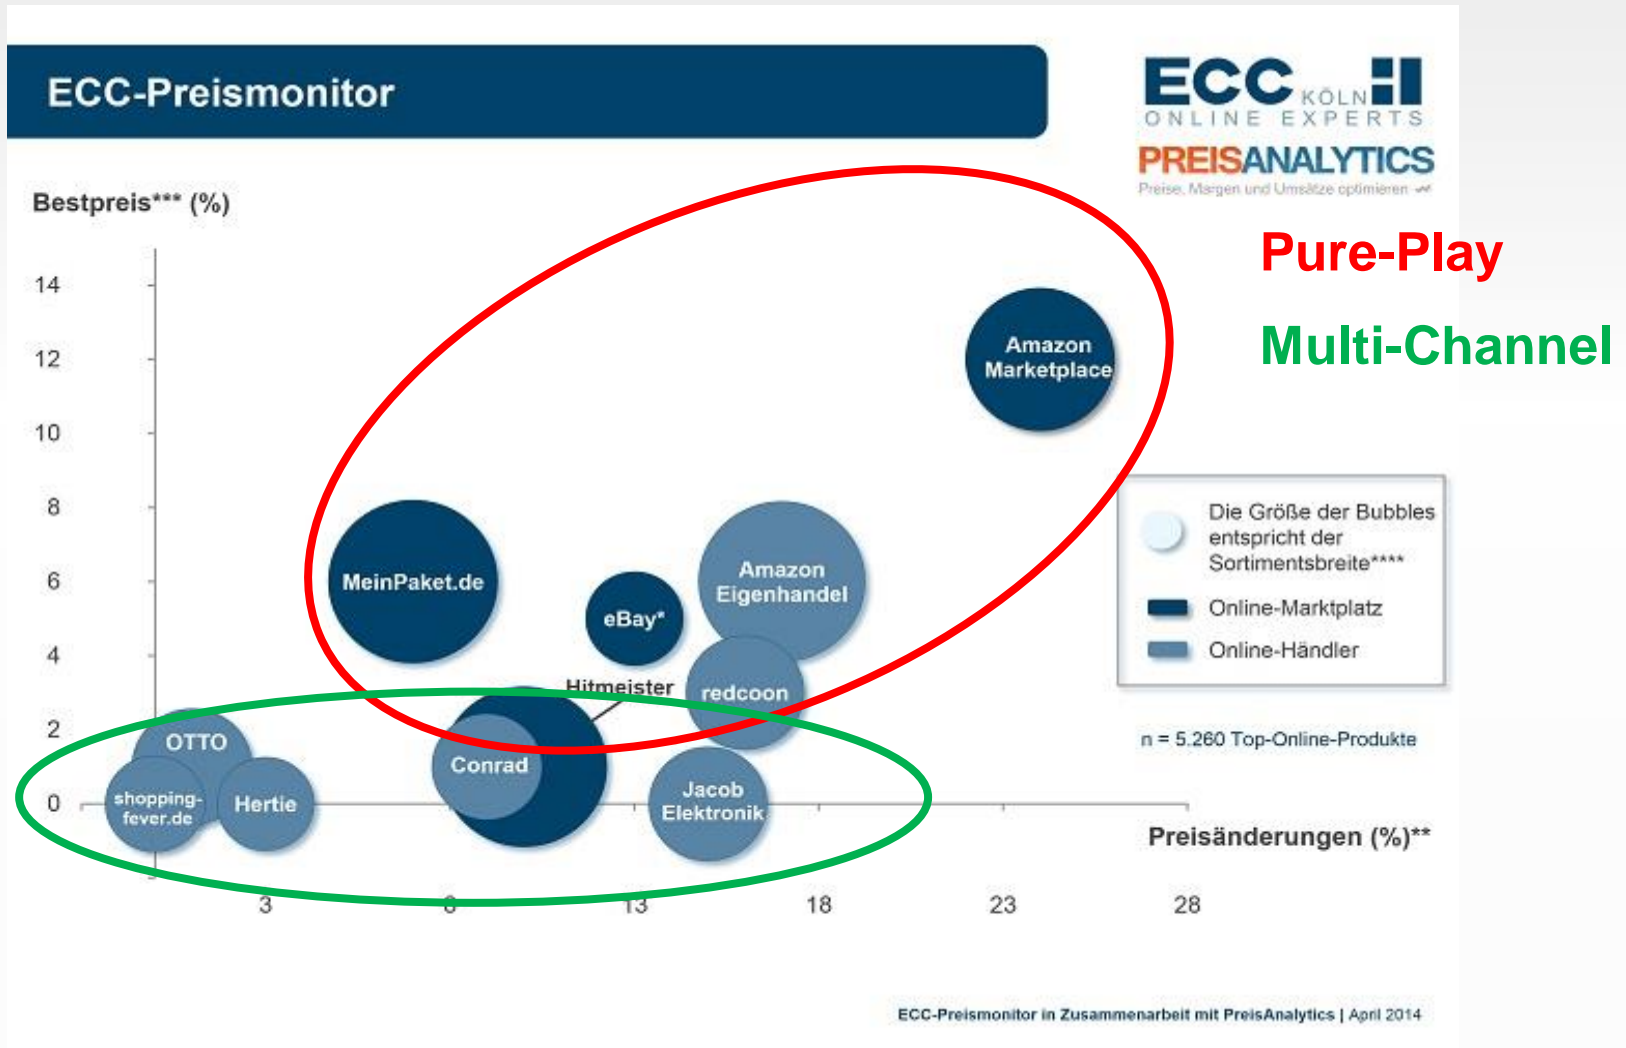 ECC-Preismonitor
ECC KÖLN
ONLINE EXPERTS
PREISANALYTICS
Preise, Margen und Umsätze optimieren
Bestpreis*** (%)
Pure-Play
Multi-Channel
14
12
10
8
6
4
2
0
Amazon
Marketplace
MeinPaket.de
eBay*
Amazon
Eigenhandel
Hitmeister
redcoon
OTTO
shopping-
fever.de
Hertie
Conrad
Jacob
Elektronik
Die Größe der Bubbles
entspricht der
Sortimentsbreite****
Online-Marktplatz
Online-Händler
n = 5.260 Top-Online-Produkte
Preisänderungen (%)**
3
8
13
18
23
28
ECC-Preismonitor in Zusammenarbeit mit PreisAnalytics | April 2014